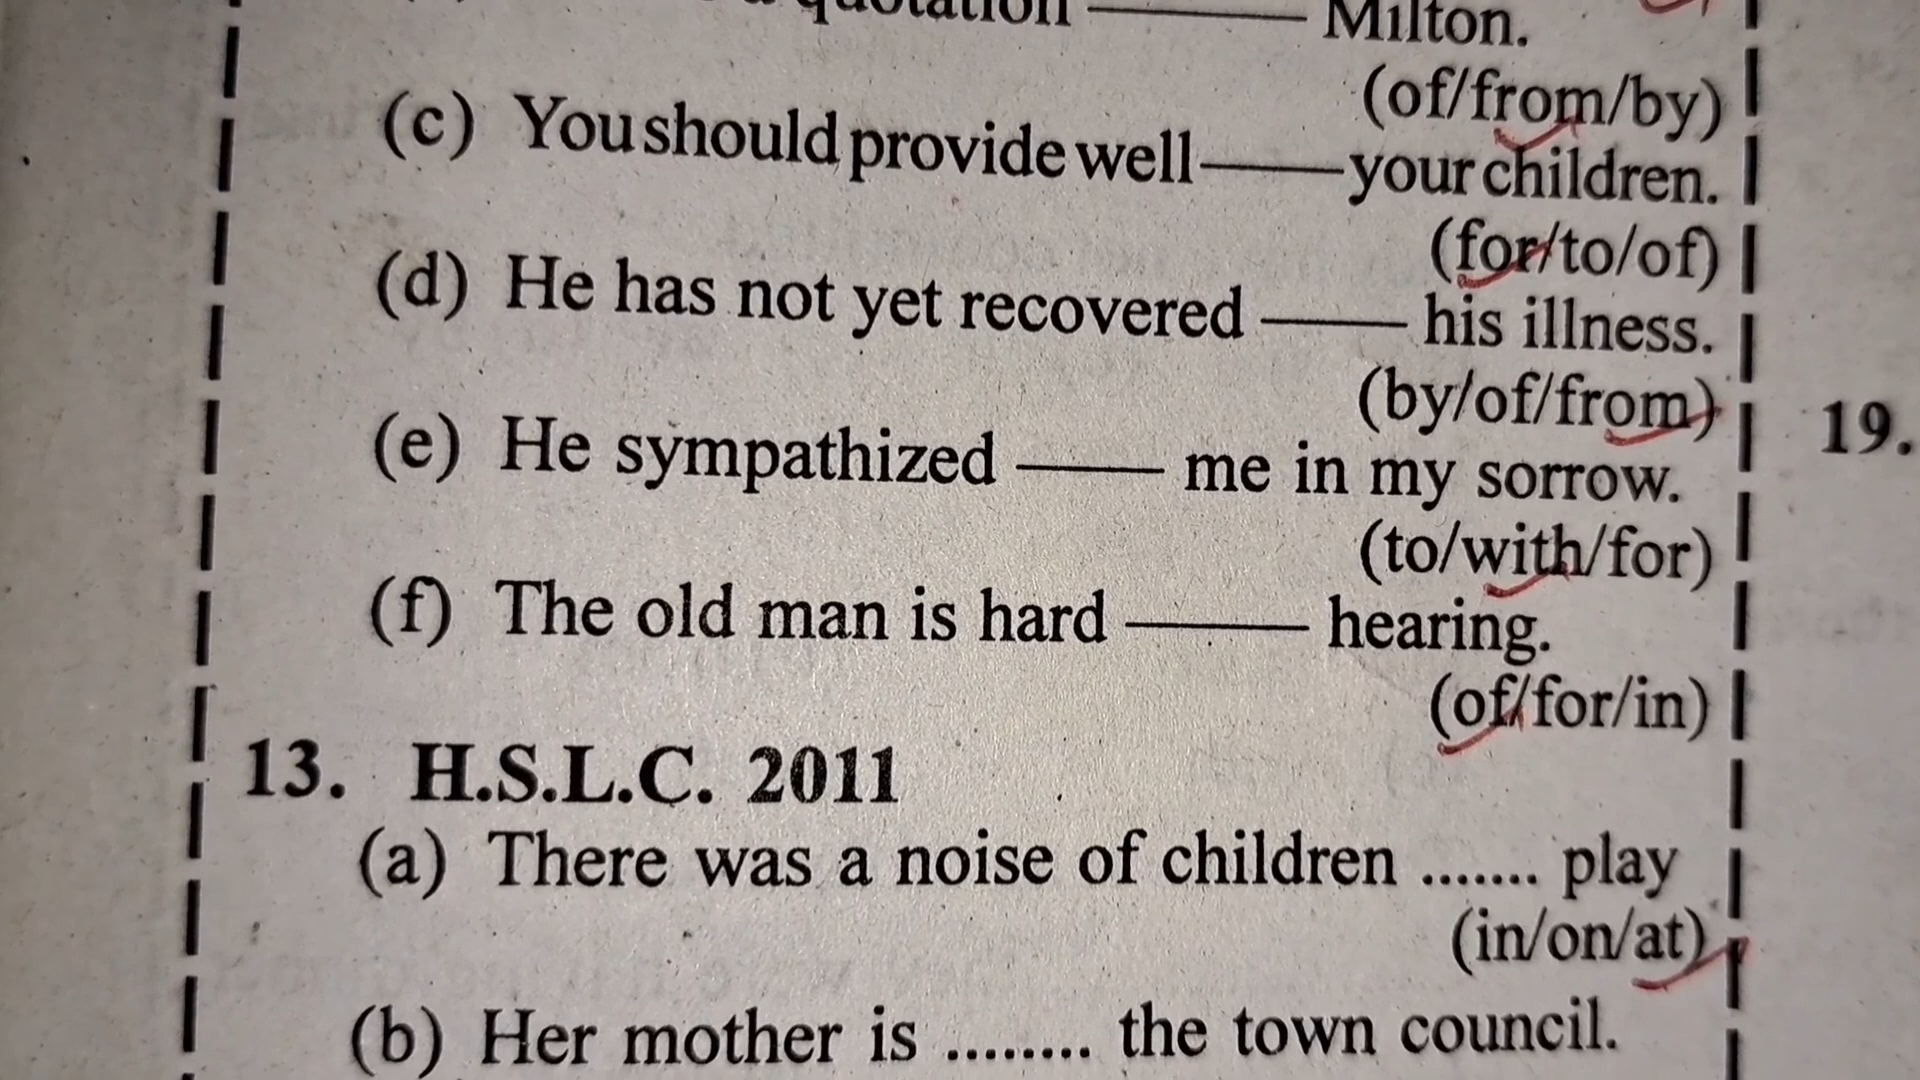 a quotation ——— Milton.
(of/from/by)
(c) You should provide well——your children.
(for/to/of)
(d) He has not yet recovered —— his illness.
(by/of/from)
19.
(e) He sympathized —— me in my sorrow.
(to/with/for)
(f) The old man is hard ——— hearing.
(of/for/in)
13. H.S.L.C. 2011
(a) There was a noise of children ....... play
(in/on/at)
(b) Her mother is ........ the town council.